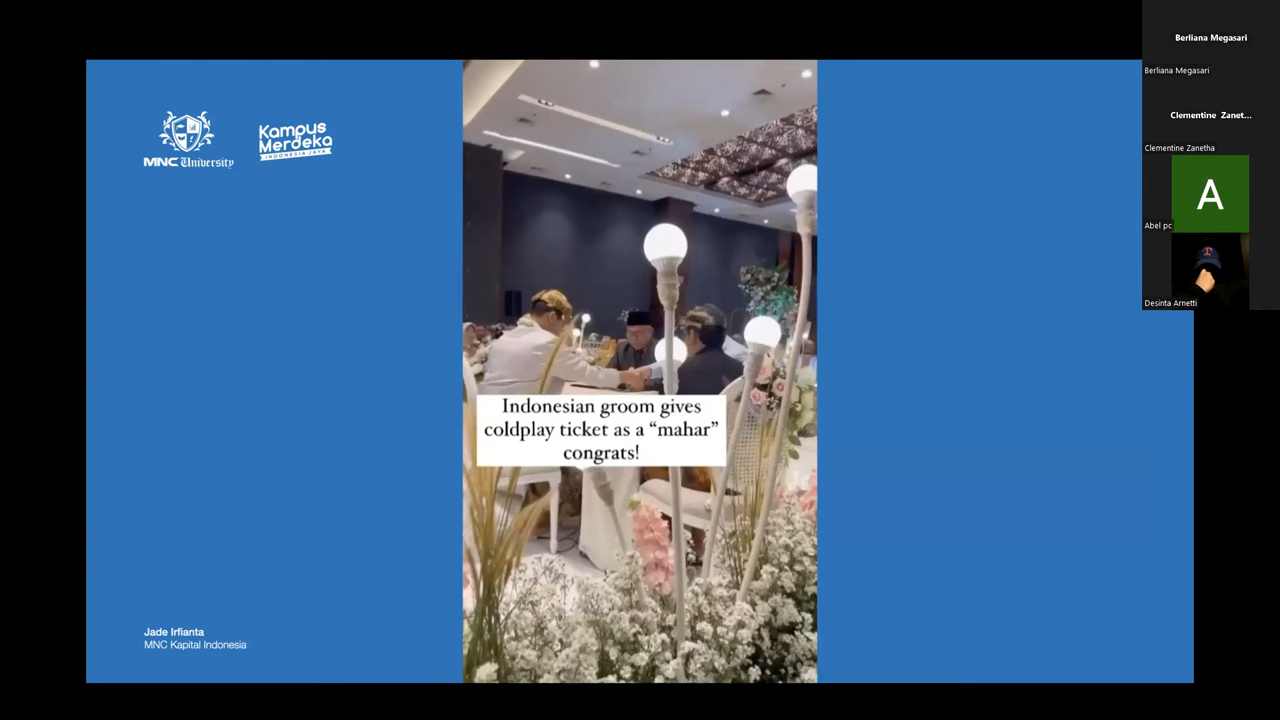 MNC University
Kampus
Merdeka
INDONESIA JAYA
Indonesian groom gives
coldplay ticket as a “mahar”
congrats!
Jade Irfianta
MNC Kapital Indonesia
Berliana Megasari
Berliana Megasari
Clementine Zanet...
Clementine Zanetha
A
Abel pc
T
Desinta Arnetti